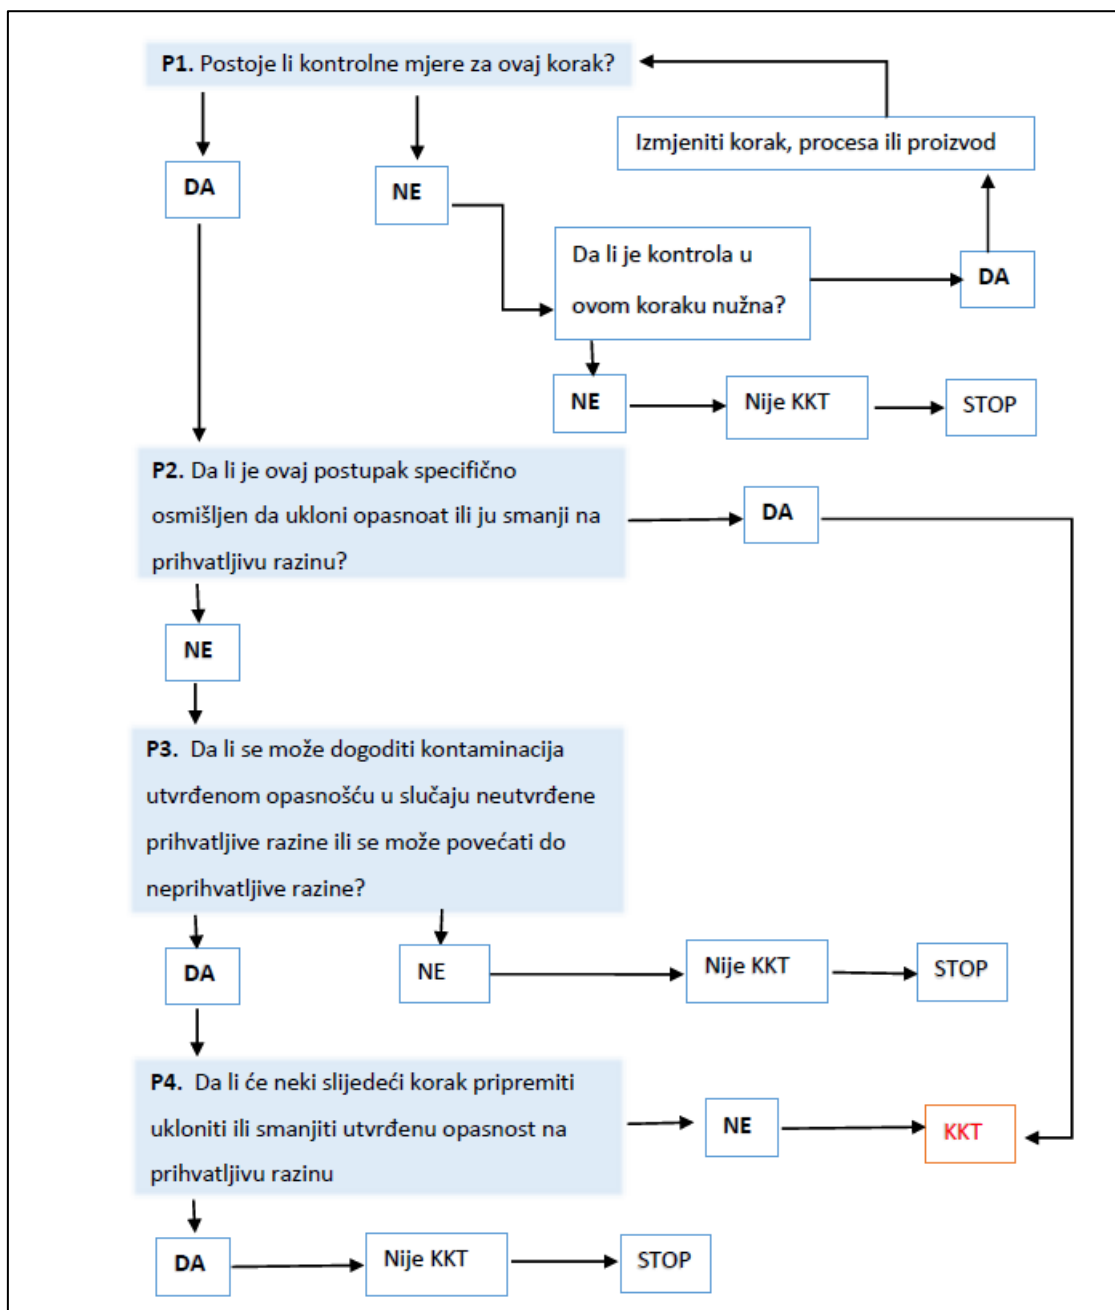 P1. Postoje li kontrolne mjere za ovaj korak?
Izmjeniti korak, procesa ili proizvod
DA
NE
Da li je kontrola u
ovom koraku nužna?
DA
NE
Nije KKT
STOP
P2. Da li je ovaj postupak specifično
osmišljen da ukloni opasnoat ili ju smanji na
prihvatljivu razinu?
DA
NE
P3. Da li se može dogoditi kontaminacija
utvrđenom opasnošću u slučaju neutvrđene
prihvatljive razine ili se može povećati do
neprihvatljive razine?
DA
NE
Nije KKT
STOP
P4. Da li će neki slijedeći korak pripremiti
ukloniti ili smanjiti utvrđenu opasnost na
prihvatljivu razinu
NE
KKT
DA
Nije KKT
STOP